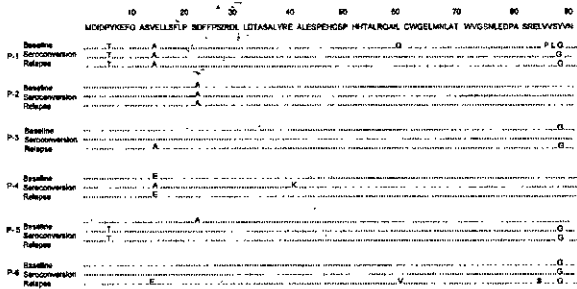 10 20 30 40 50 60 70 80 90
MDIDPYKEFG ASVELLSFLP SDFFPSIRDL LDTASALYRE ALESPEHCSP HHTALRQAIL CWGELMNLAT WVGSNLEDPA SRELVVSYVN
P-1 Baseline T A G P L G
Seroconversion T A G
Relapse T A G
P-2 Baseline A
Seroconversion A
Relapse A
P-3 Baseline G
Seroconversion G
Relapse A G
P-4 Baseline E
Seroconversion A K
Relapse E
P-5 Baseline A
Seroconversion T G
Relapse T G
P-6 Baseline G
Seroconversion G
Relapse E V S G